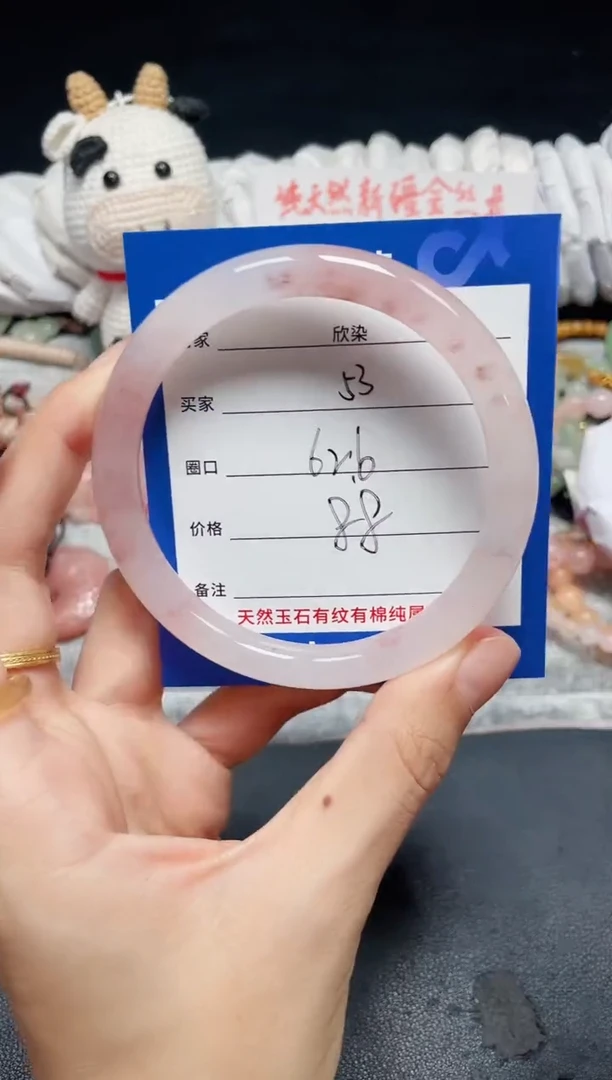 纯天然新疆金丝玉
家 欣染
买家 53
圈口 62.6
价格 88
备注
天然玉石有纹有棉纯属